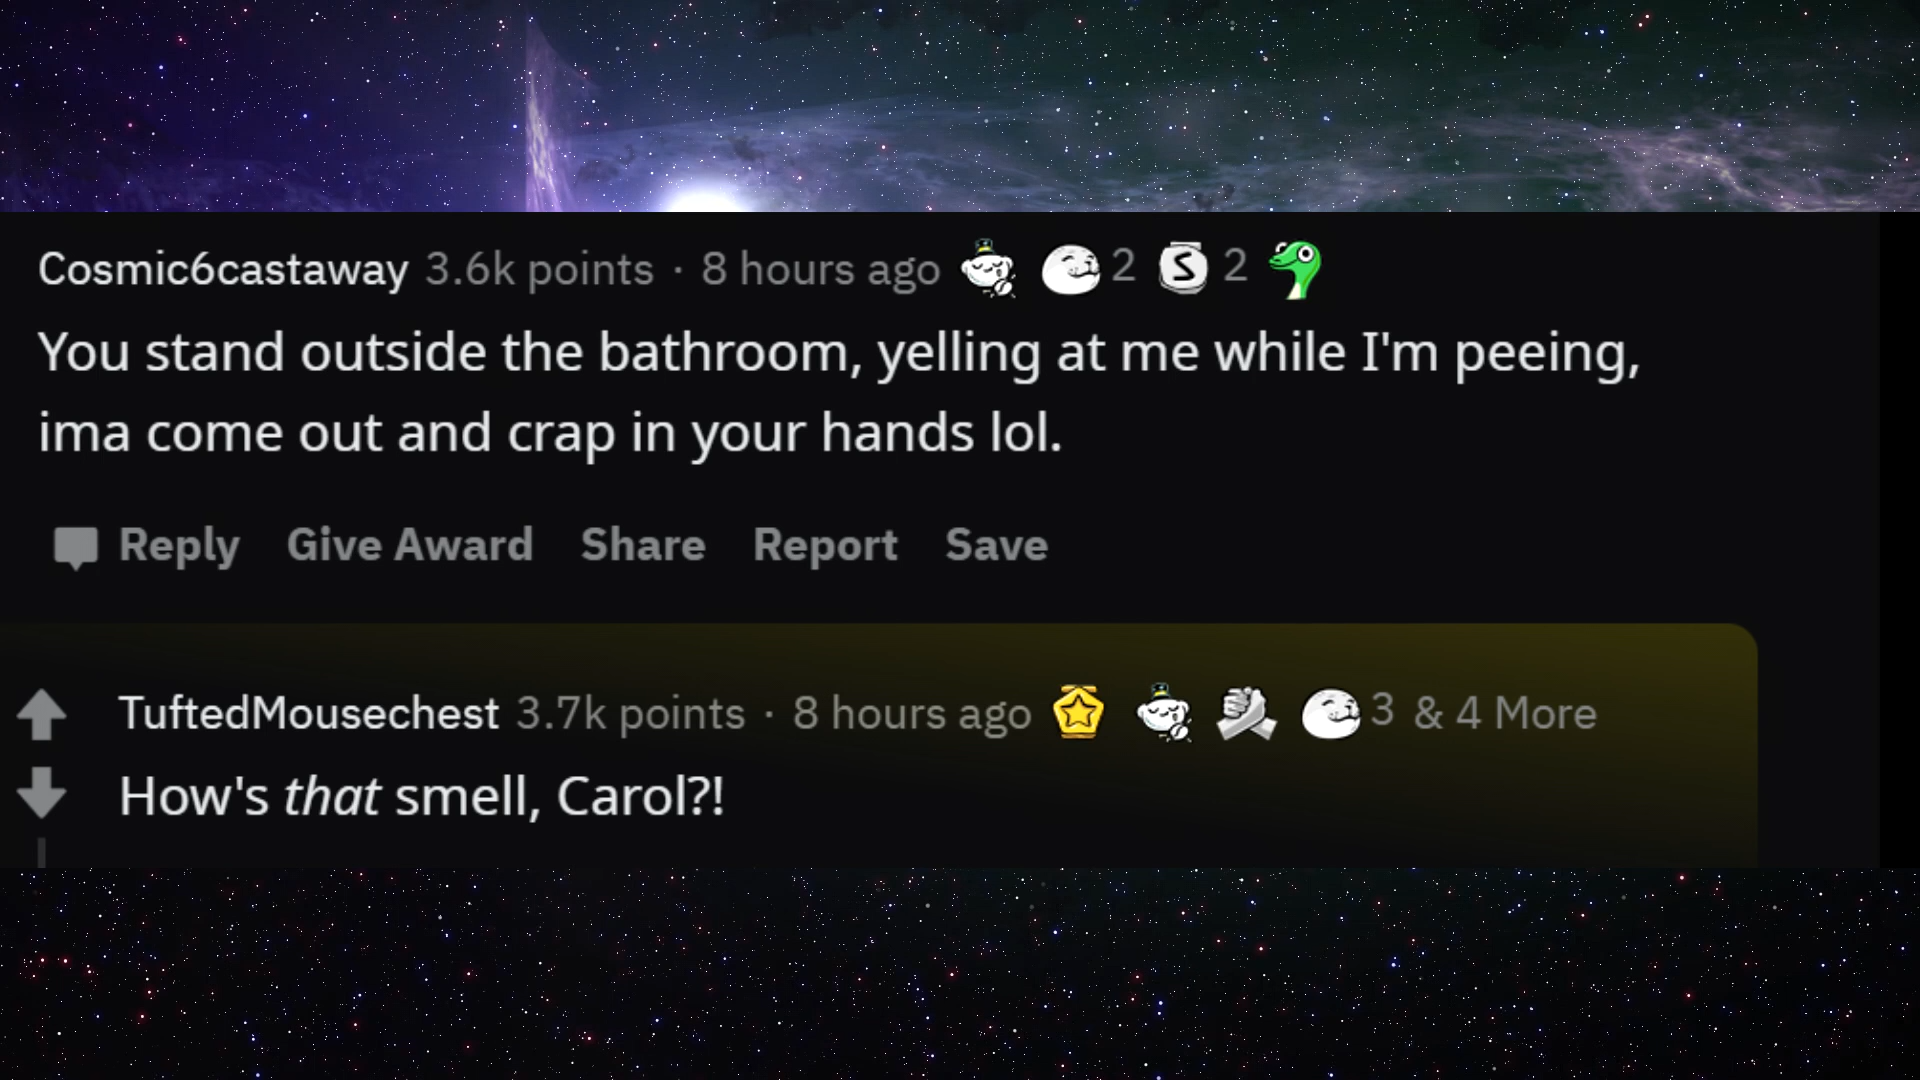 Cosmic6castaway 3.6k points · 8 hours ago 2 S 2
You stand outside the bathroom, yelling at me while I'm peeing,
ima come out and crap in your hands lol.
Reply Give Award Share Report Save
TuftedMousechest 3.7k points · 8 hours ago 3 & 4 More
How's that smell, Carol?!